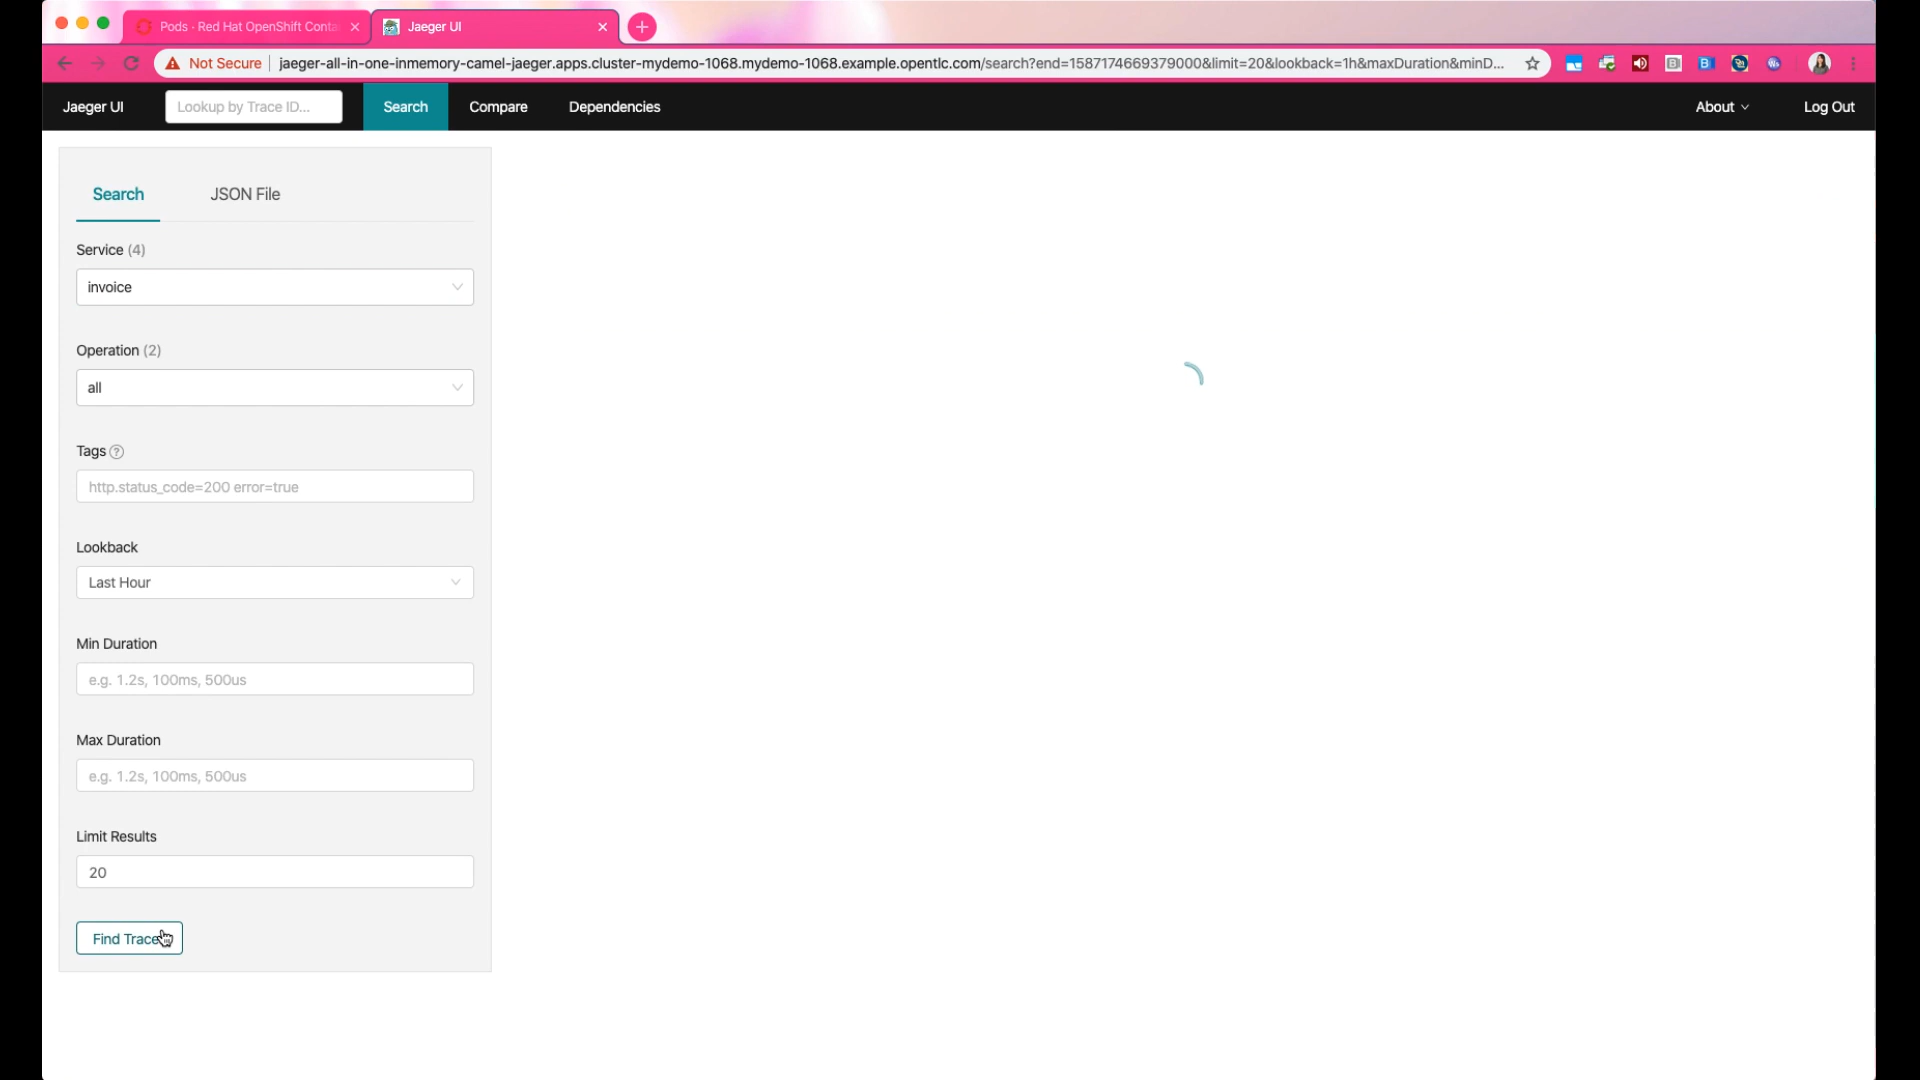 Pods · Red Hat OpenShift Conta
Jaeger UI
Not Secure
jaeger-all-in-one-inmemory-camel-jaeger.apps.cluster-mydemo-1068.mydemo-1068.example.opentlc.com/search?end=1587174669379000&limit=20&lookback=1h&maxDuration&minD...
Jaeger UI
Lookup by Trace ID...
Search
Compare
Dependencies
About
Log Out
Search
JSON File
Service (4)
invoice
Operation (2)
all
Tags
http.status_code=200 error=true
Lookback
Last Hour
Min Duration
e.g. 1.2s, 100ms, 500us
Max Duration
e.g. 1.2s, 100ms, 500us
Limit Results
20
Find Trace